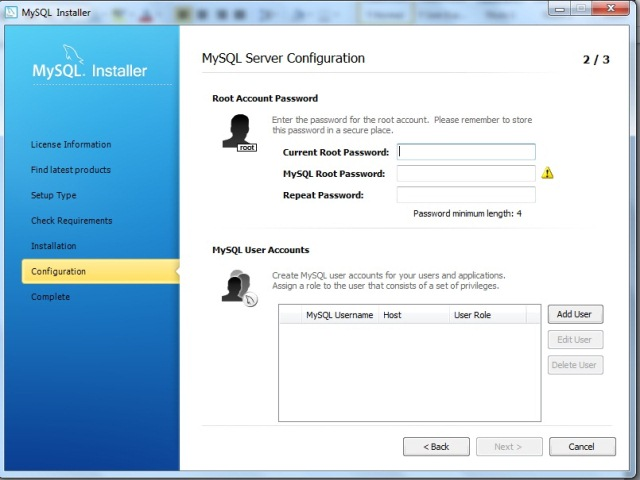 MySQL Installer
MySQL. Installer
MySQL Server Configuration
2 / 3
License Information
Find latest products
Setup Type
Check Requirements
Installation
Configuration
Complete
Root Account Password
root
Enter the password for the root account. Please remember to store
this password in a secure place.
Current Root Password:
MySQL Root Password:
Repeat Password:
Password minimum length: 4
MySQL User Accounts
Create MySQL user accounts for your users and applications.
Assign a role to the user that consists of a set of privileges.
MySQL Username Host User Role
Add User
Edit User
Delete User
< Back Next > Cancel